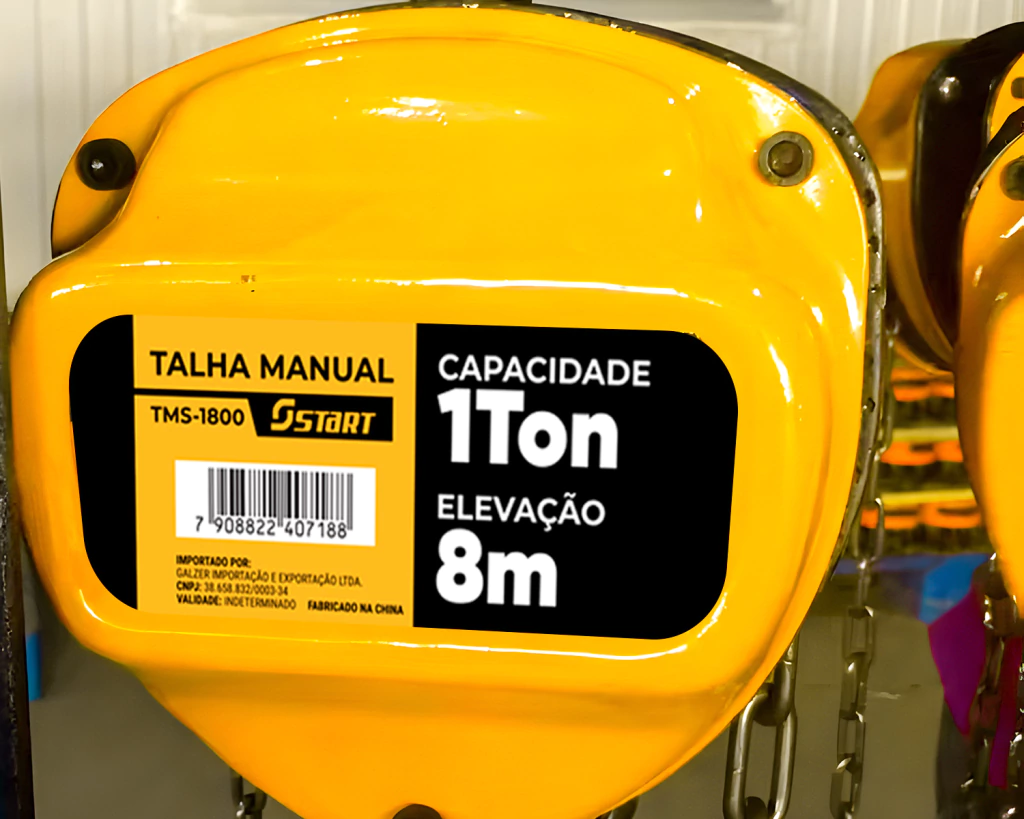 TALHA MANUAL
TMS-1800 START
7 908822 407188
IMPORTADO POR:
GALZER IMPORTAÇÃO E EXPORTAÇÃO LTDA.
CNPJ: 38.658.832/0003-34
VALIDADE: INDETERMINADO FABRICADO NA CHINA
CAPACIDADE
1Ton
ELEVAÇÃO
8m